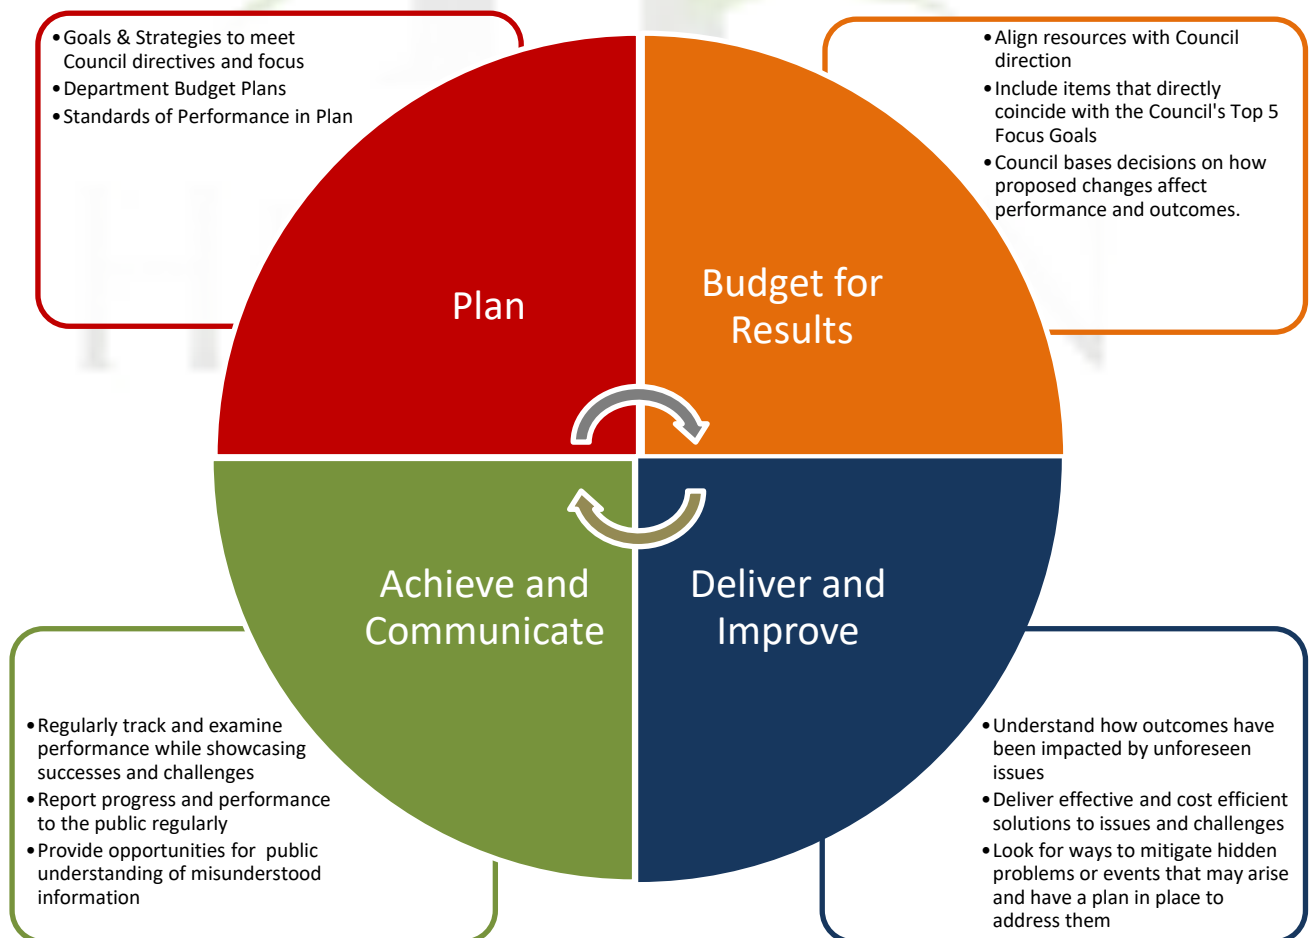 •Goals & Strategies to meet
Council directives and focus
•Department Budget Plans
•Standards of Performance in Plan
•Align resources with Council
direction
•Include items that directly
coincide with the Council's Top 5
Focus Goals
•Council bases decisions on how
proposed changes affect
performance and outcomes.
Plan
Budget for
Results
Achieve and
Communicate
Deliver and
Improve
•Regularly track and examine
performance while showcasing
successes and challenges
•Report progress and performance
to the public regularly
•Provide opportunities for  public
understanding of misunderstood
information
•Understand how outcomes have
been impacted by unforeseen
issues
•Deliver effective and cost efficient
solutions to issues and challenges
•Look for ways to mitigate hidden
problems or events that may arise
and have a plan in place to
address them